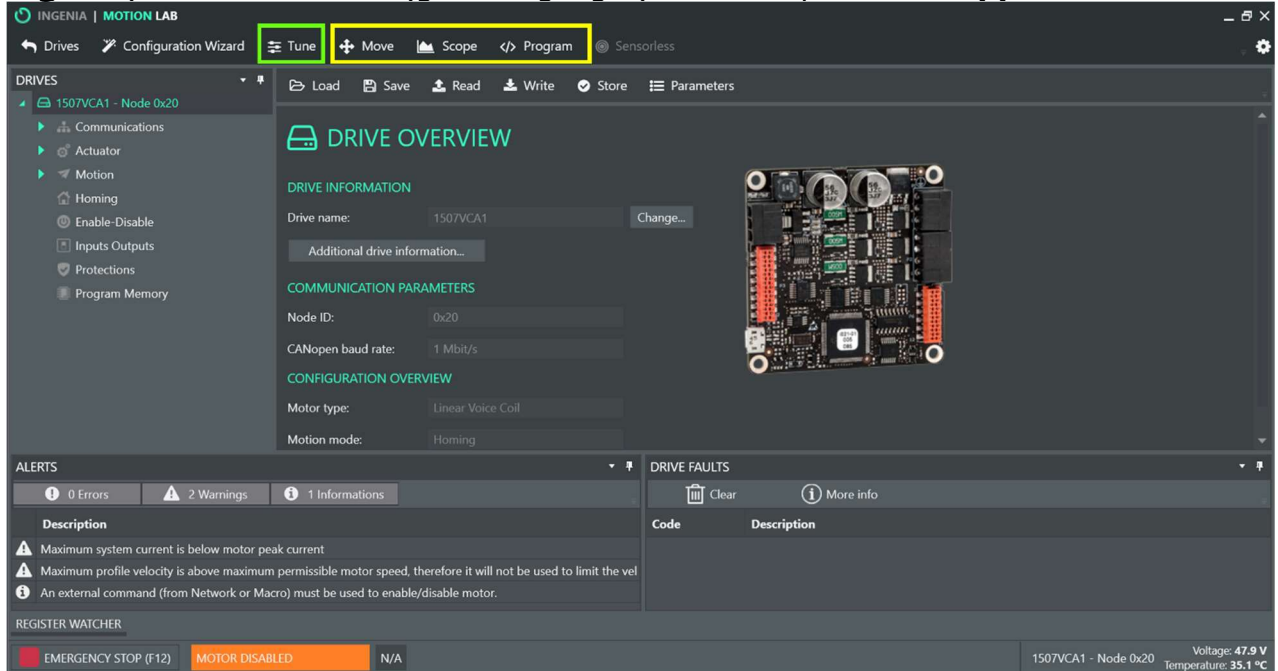 INGENIA | MOTION LAB
Drives Configuration Wizard Tune Move Scope </> Program Sensorless
DRIVES
1507VCA1 - Node 0x20
Communications
Actuator
Motion
Homing
Enable-Disable
Inputs Outputs
Protections
Program Memory
Load Save Read Write Store Parameters
DRIVE OVERVIEW
DRIVE INFORMATION
Drive name: 1507VCA1 Change...
Additional drive information...
COMMUNICATION PARAMETERS
Node ID: 0x20
CANopen baud rate: 1 Mbit/s
CONFIGURATION OVERVIEW
Motor type: Linear Voice Coil
Motion mode: Homing
ALERTS
0 Errors 2 Warnings 1 Informations
Description
Maximum system current is below motor peak current
Maximum profile velocity is above maximum permissible motor speed, therefore it will not be used to limit the vel
An external command (from Network or Macro) must be used to enable/disable motor.
DRIVE FAULTS
Clear More info
Code Description
REGISTER WATCHER
EMERGENCY STOP (F12) MOTOR DISABLED N/A
1507VCA1 - Node 0x20
Voltage: 47.9 V
Temperature: 35.1 ºC